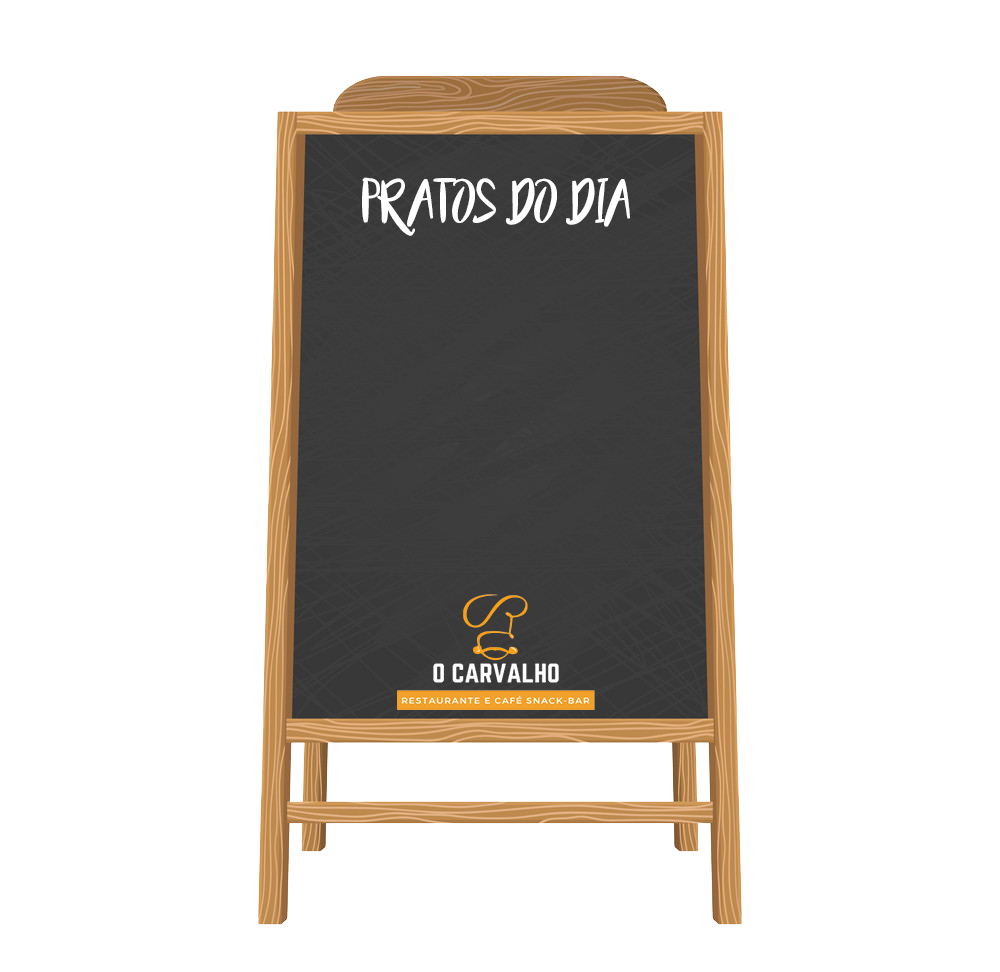 PRATOS DO DIA
O CARVALHO
RESTAURANTE E CAFÉ SNACK-BAR